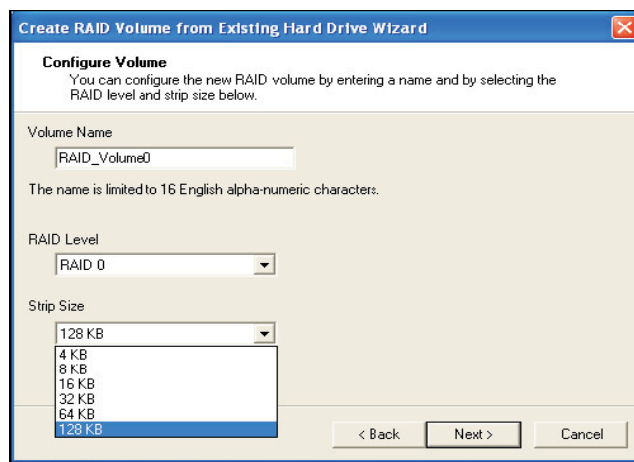 Create RAID Volume from Existing Hard Drive Wizard
Configure Volume
You can configure the new RAID volume by entering a name and by selecting the
RAID level and strip size below.
Volume Name
RAID_Volume0
The name is limited to 16 English alpha-numeric characters.
RAID Level
RAID 0
Strip Size
128 KB
4 KB
8 KB
16 KB
32 KB
64 KB
128 KB
< Back
Next >
Cancel